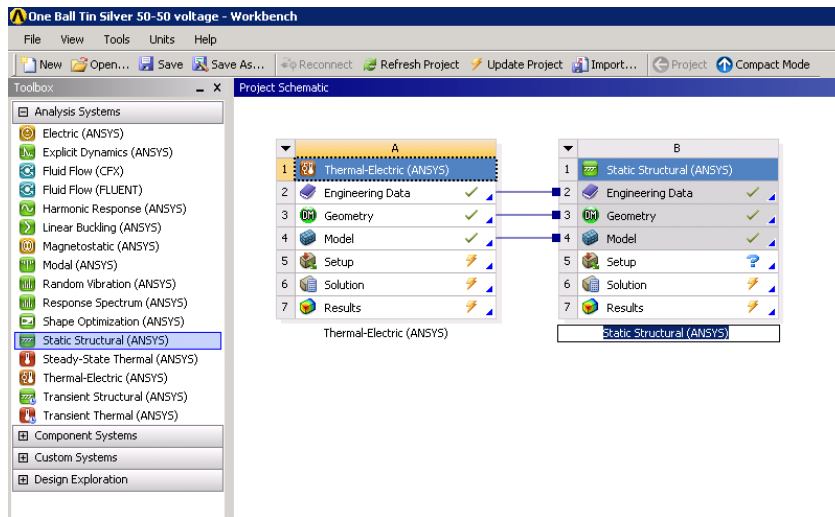 One Ball Tin Silver 50-50 voltage - Workbench
File View Tools Units Help
New Open... Save Save As... Reconnect Refresh Project Update Project Import... Project Compact Mode
Toolbox
Project Schematic
Analysis Systems
Electric (ANSYS)
Explicit Dynamics (ANSYS)
Fluid Flow (CFX)
Fluid Flow (FLUENT)
Harmonic Response (ANSYS)
Linear Buckling (ANSYS)
Magnetostatic (ANSYS)
Modal (ANSYS)
Random Vibration (ANSYS)
Response Spectrum (ANSYS)
Shape Optimization (ANSYS)
Static Structural (ANSYS)
Steady-State Thermal (ANSYS)
Thermal-Electric (ANSYS)
Transient Structural (ANSYS)
Transient Thermal (ANSYS)
Component Systems
Custom Systems
Design Exploration
A
1 Thermal-Electric (ANSYS)
2 Engineering Data
3 Geometry
4 Model
5 Setup
6 Solution
7 Results
Thermal-Electric (ANSYS)
B
1 Static Structural (ANSYS)
2 Engineering Data
3 Geometry
4 Model
5 Setup
6 Solution
7 Results
Static Structural (ANSYS)